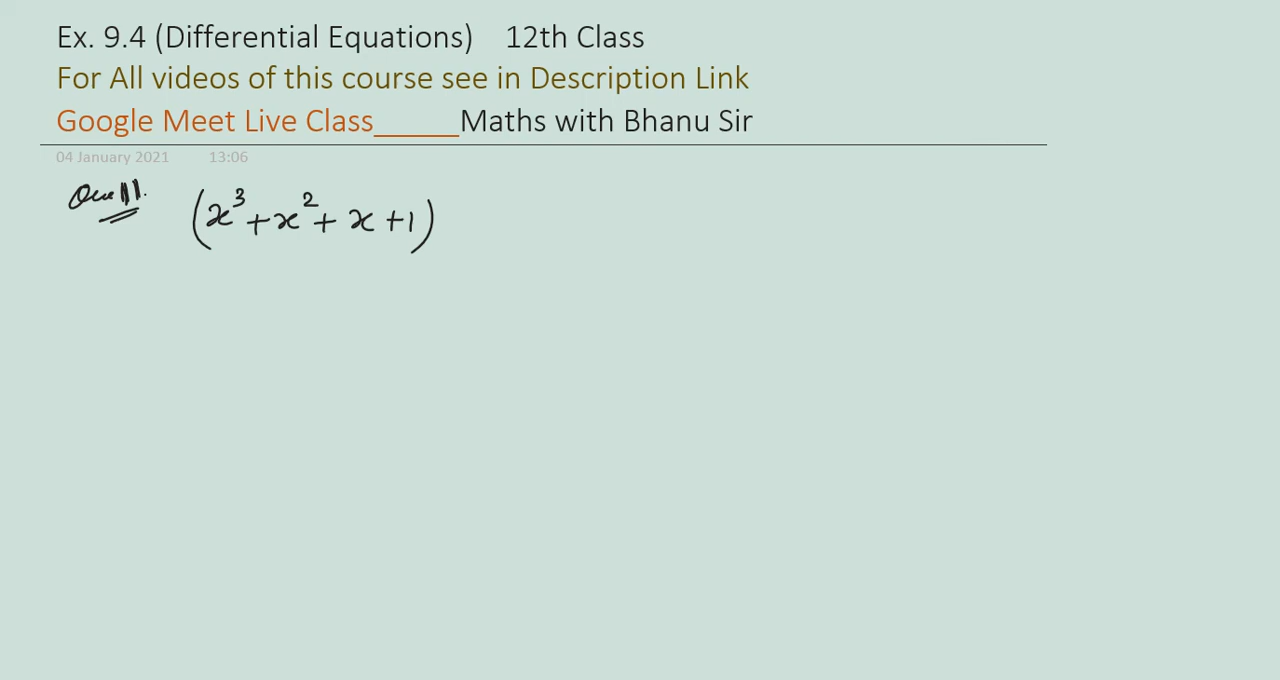 Ex. 9.4 (Differential Equations) 12th Class
For All videos of this course see in Description Link
Google Meet Live Class_____Maths with Bhanu Sir
04 January 2021 13:06
Que 11. (x³+x²+x+1)